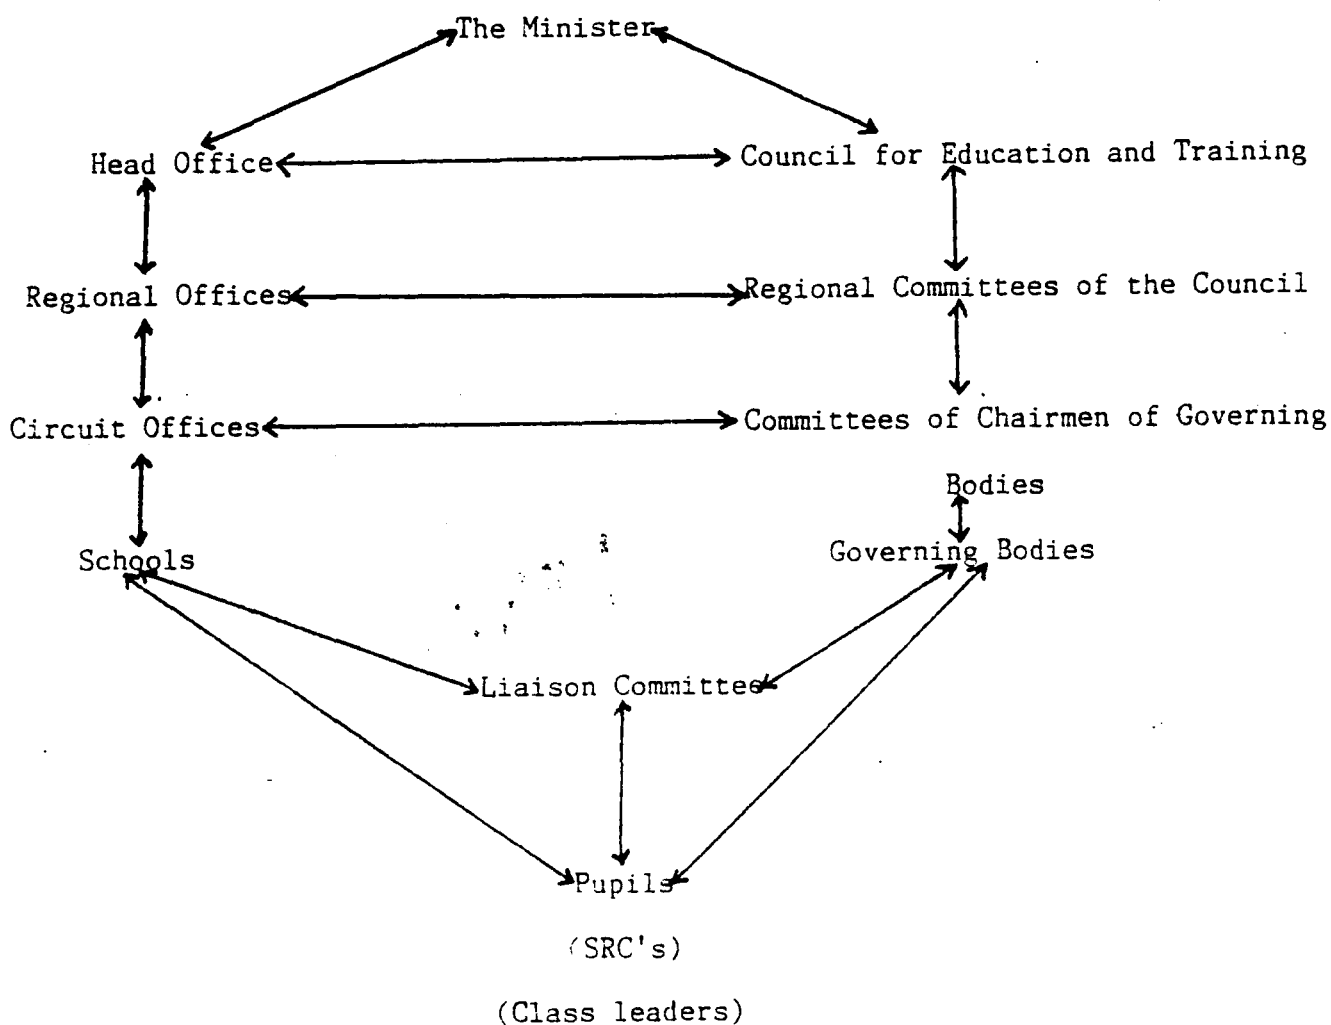 The Minister
Head Office
Council for Education and Training
Regional Offices
Regional Committees of the Council
Circuit Offices
Committees of Chairmen of Governing
Bodies
Schools
Governing Bodies
Liaison Committee
Pupils
(SRC's)
(Class leaders)